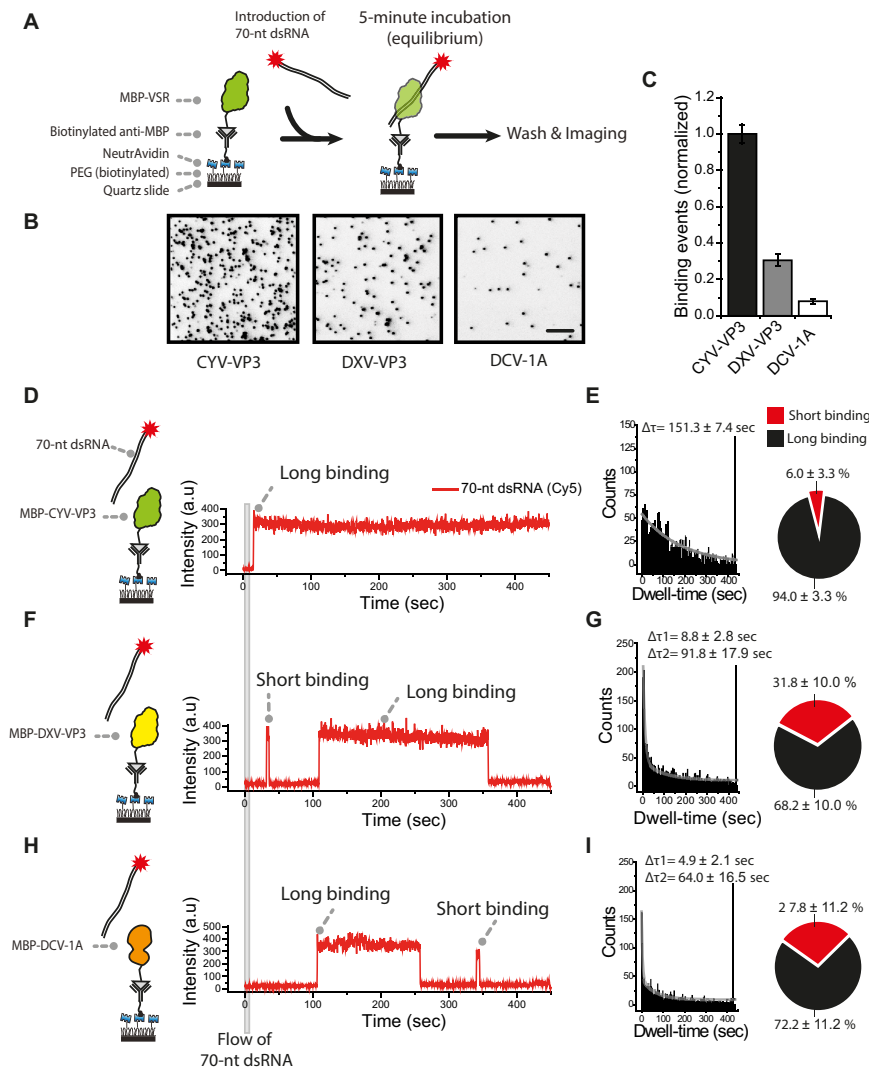 A
Introduction of
70-nt dsRNA
5-minute incubation
(equilibrium)
MBP-VSR
Biotinylated anti-MBP
NeutrAvidin
PEG (biotinylated)
Quartz slide
Wash & Imaging
B
CYV-VP3
DXV-VP3
DCV-1A
C
Binding events (normalized)
1.0
0.8
0.6
0.4
0.2
0.0
CYV-VP3
DXV-VP3
DCV-1A
D
70-nt dsRNA
MBP-CYV-VP3
Long binding
70-nt dsRNA (Cy5)
Intensity (a.u)
400
300
200
100
0
0 100 200 300 400
Time (sec)
E
Δτ= 151.3 ± 7.4 sec
Counts
150
125
100
75
50
25
0
0 100 200 300 400
Dwell-time (sec)
Short binding
Long binding
6.0 ± 3.3 %
94.0 ± 3.3 %
F
MBP-DXV-VP3
Short binding
Long binding
Intensity (a.u)
400
300
200
100
0
0 100 200 300 400
Time (sec)
G
Δτ1= 8.8 ± 2.8 sec
Δτ2= 91.8 ± 17.9 sec
Counts
250
200
150
100
50
0
0 100 200 300 400
Dwell-time (sec)
31.8 ± 10.0 %
68.2 ± 10.0 %
H
MBP-DCV-1A
Long binding
Short binding
Intensity (a.u)
500
400
300
200
100
0
0 100 200 300 400
Time (sec)
Flow of
70-nt dsRNA
I
Δτ1= 4.9 ± 2.1 sec
Δτ2= 64.0 ± 16.5 sec
Counts
250
200
150
100
50
0
0 100 200 300 400
Dwell-time (sec)
2 7.8 ± 11.2 %
72.2 ± 11.2 %